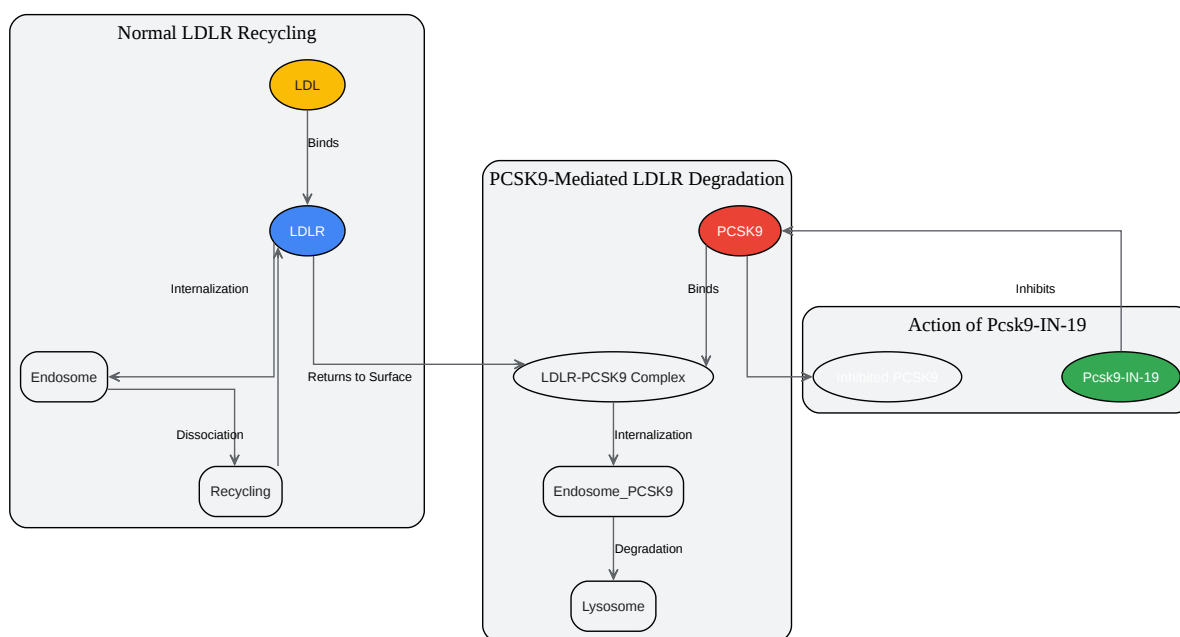 Normal LDLR Recycling
LDL
Binds
LDLR
Internalization
Endosome
Returns to Surface
Dissociation
Recycling
PCSK9-Mediated LDLR Degradation
PCSK9
Binds
LDLR-PCSK9 Complex
Internalization
Endosome_PCSK9
Degradation
Lysosome
Inhibits
Action of Pcsk9-IN-19
Inhibited PCSK9
Pcsk9-IN-19